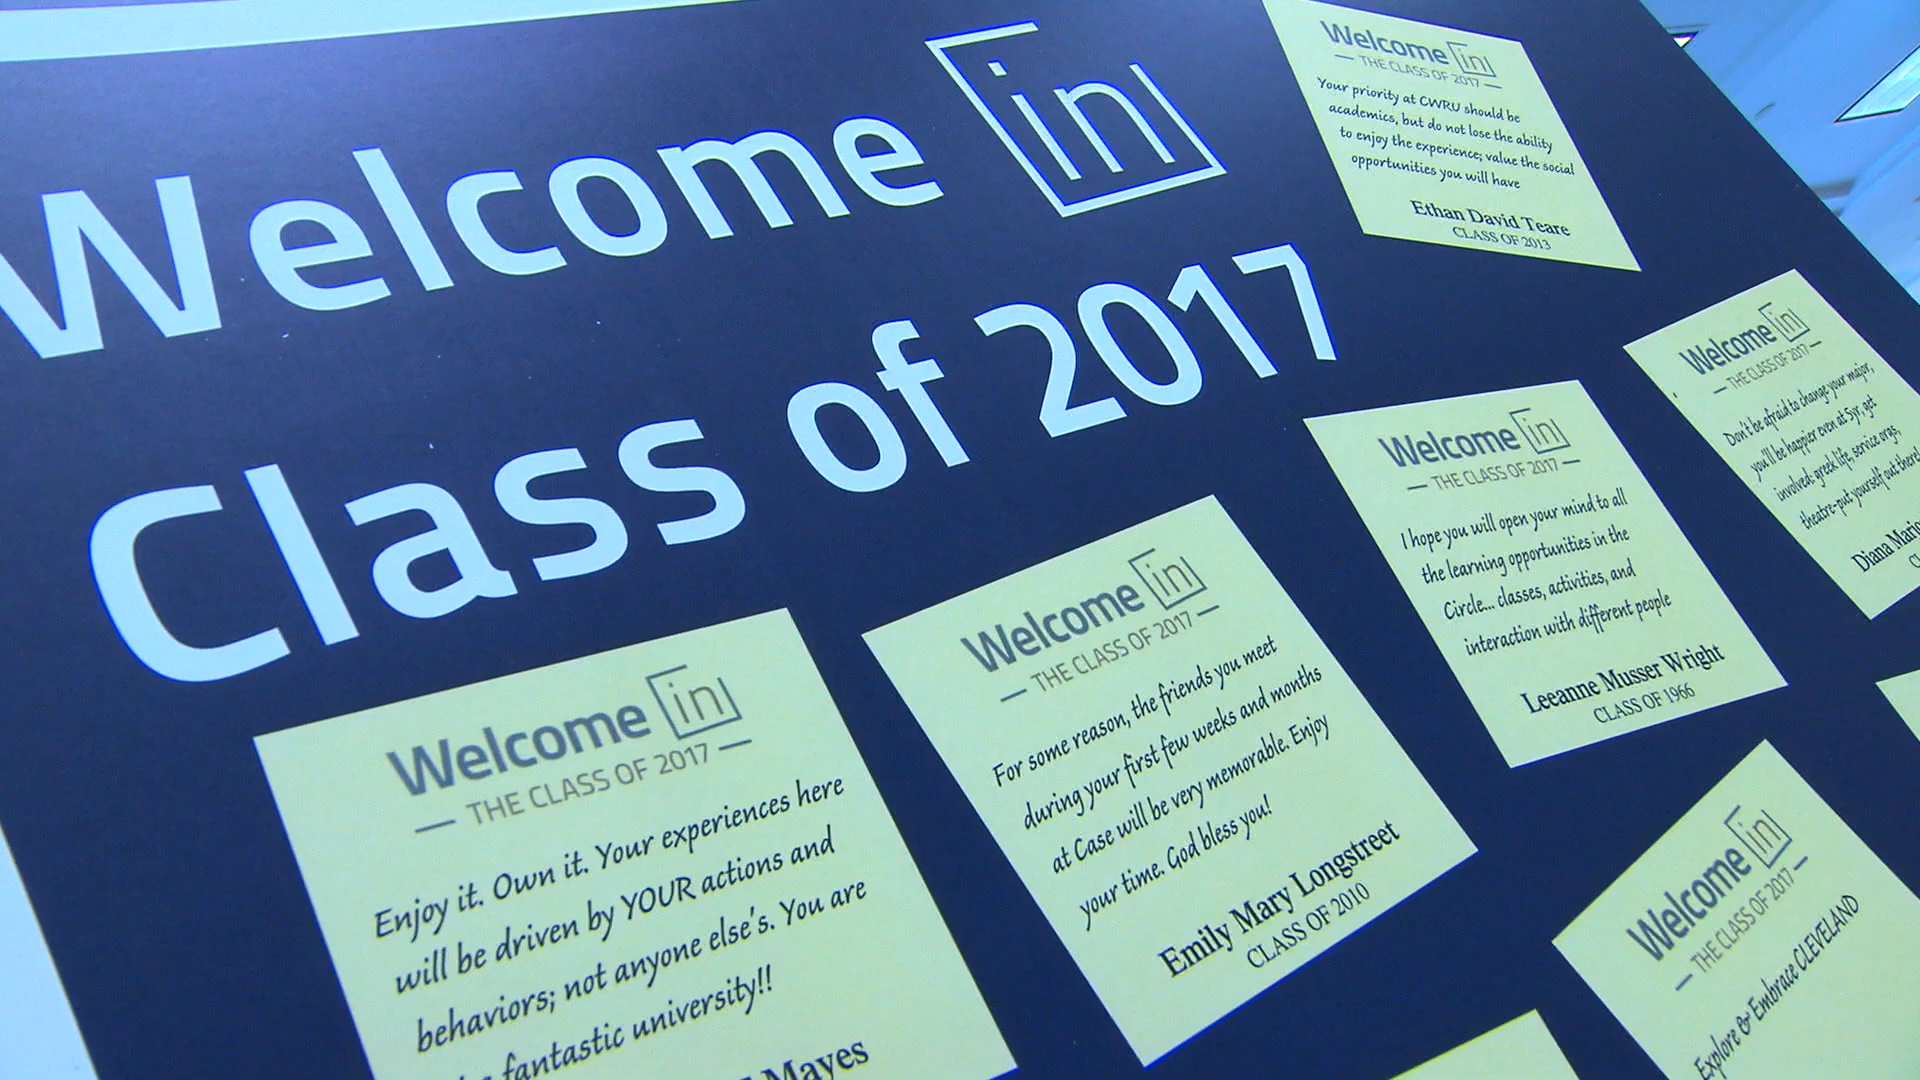 Welcome in
Class of 2017
Welcome in
THE CLASS OF 2017
Your priority at CWRU should be
academics, but do not lose the ability
to enjoy the experience; value the social
opportunities you will have
Ethan David Teare
CLASS OF 2013
Welcome in
THE CLASS OF 2017
Don't be afraid to change your major,
you'll be happier even at 5yr, get
involved: greek life, service orgs,
theatre-put yourself out there!
Diana
Welcome in
THE CLASS OF 2017
I hope you will open your mind to all
the learning opportunities in the
Circle... classes, activities, and
interaction with different people
Leeanne Musser Wright
CLASS OF 1966
Welcome in
THE CLASS OF 2017
For some reason, the friends you meet
during your first few weeks and months
at Case will be very memorable. Enjoy
your time. God bless you!
Emily Mary Longstreet
CLASS OF 2010
Welcome in
THE CLASS OF 2017
Enjoy it. Own it. Your experiences here
will be driven by YOUR actions and
behaviors; not anyone else's. You are
fantastic university!!
Mayes
Welcome in
THE CLASS OF 2017
Explore & Embrace CLEVELAND